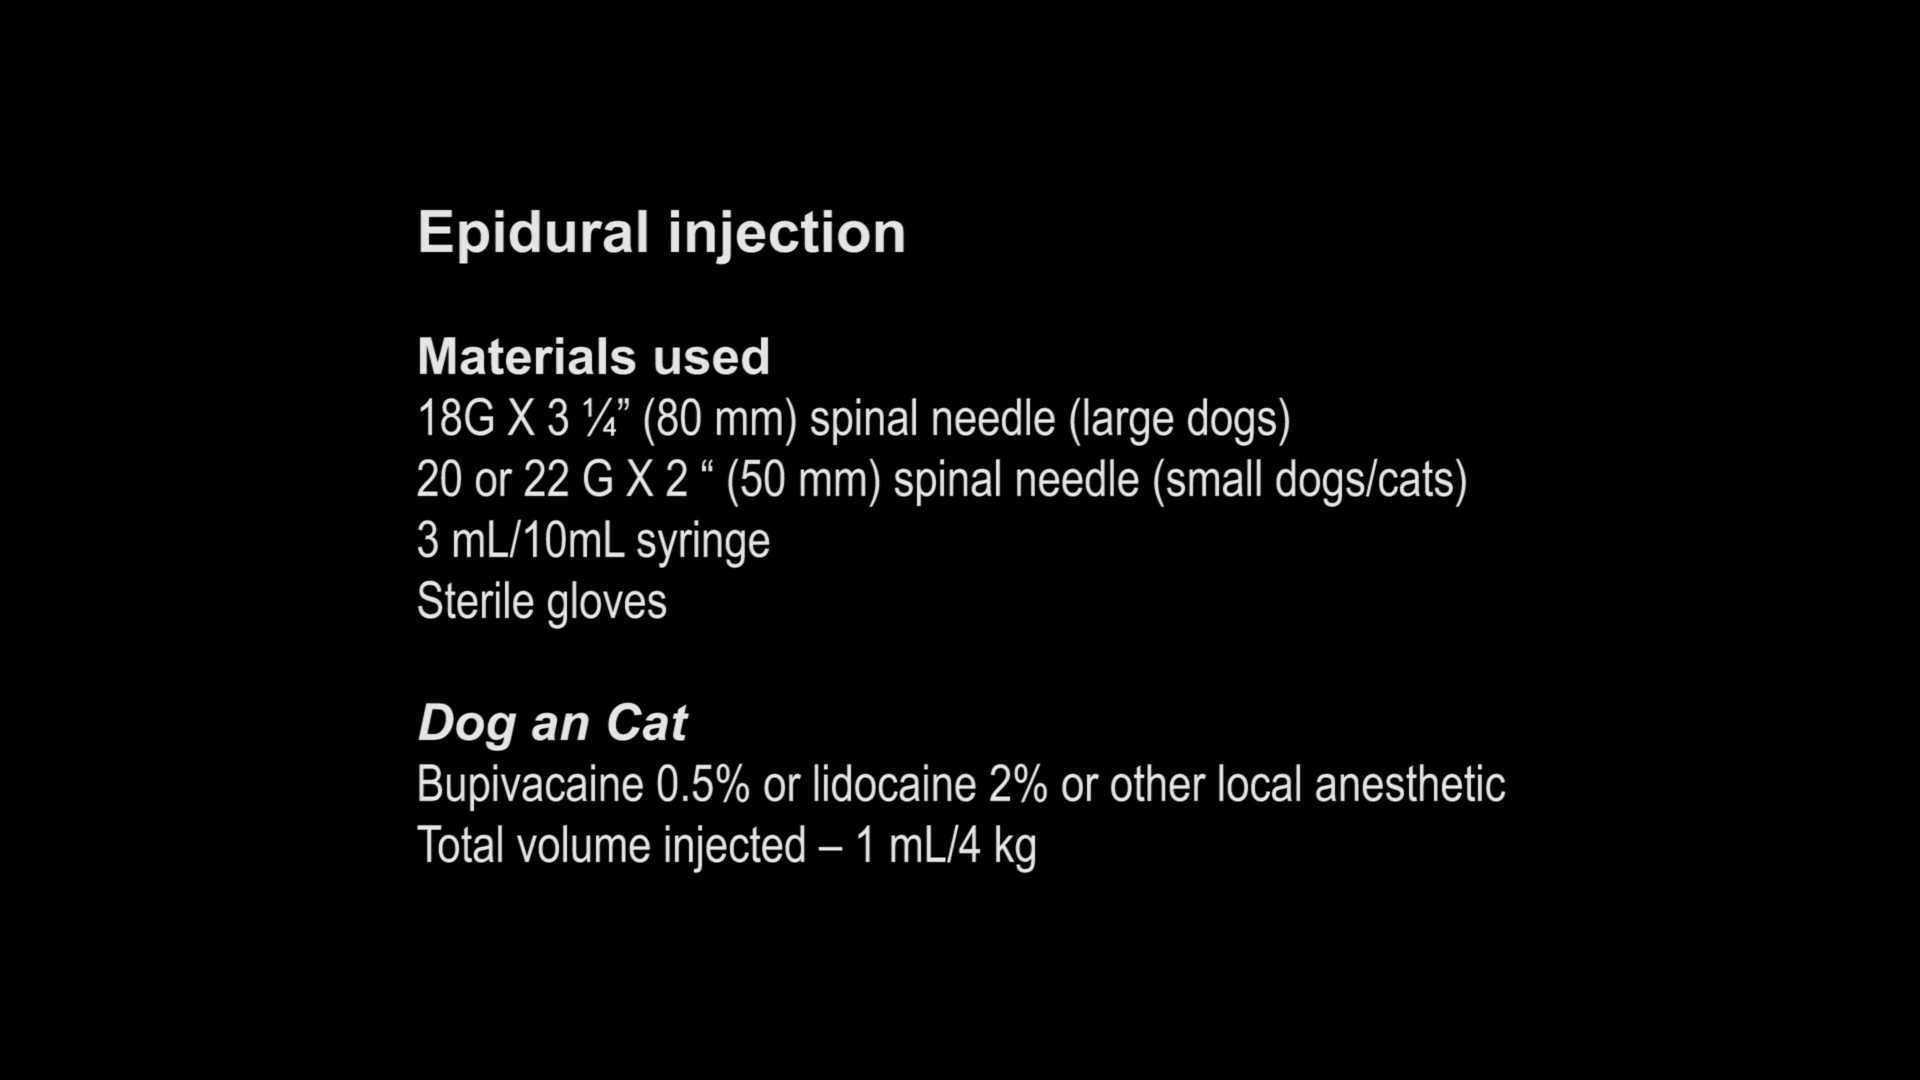 Epidural injection
Materials used
18G X 3 ¼” (80 mm) spinal needle (large dogs)
20 or 22 G X 2 “ (50 mm) spinal needle (small dogs/cats)
3 mL/10mL syringe
Sterile gloves
Dog an Cat
Bupivacaine 0.5% or lidocaine 2% or other local anesthetic
Total volume injected – 1 mL/4 kg